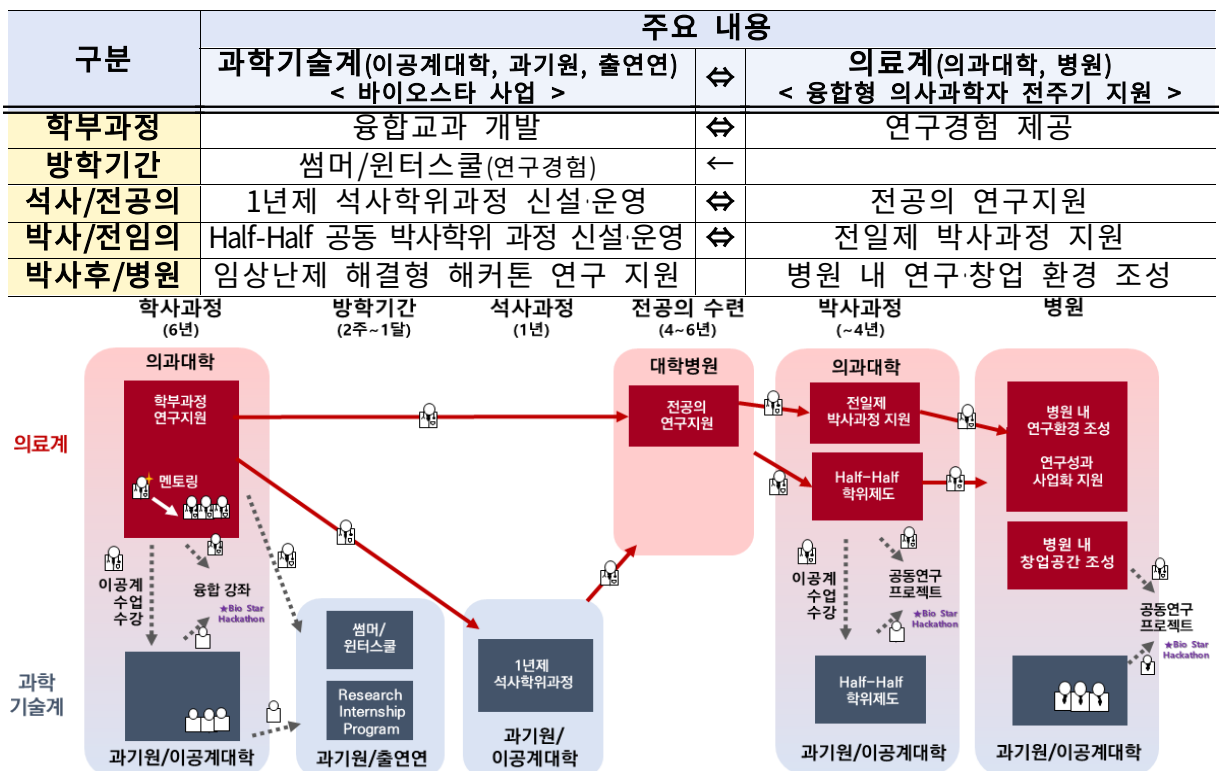 구분
주요 내용
과학기술계(이공계대학, 과기원, 출연연)
< 바이오스타 사업 >
⇔
의료계(의과대학, 병원)
< 융합형 의사과학자 전주기 지원 >
학부과정 융합교과 개발 ⇔ 연구경험 제공
방학기간 썸머/윈터스쿨(연구경험) ←
석사/전공의 1년제 석사학위과정 신설·운영 ⇔ 전공의 연구지원
박사/전임의 Half-Half 공동 박사학위 과정 신설·운영 ⇔ 전일제 박사과정 지원
박사후/병원 임상난제 해결형 해커톤 연구 지원 병원 내 연구·창업 환경 조성
학사과정
(6년)
방학기간
(2주~1달)
석사과정
(1년)
전공의 수련
(4~6년)
박사과정
(~4년)
병원
의료계
의과대학
학부과정
연구지원
멘토링
대학병원
전공의
연구지원
의과대학
전일제
박사과정 지원
Half-Half
학위제도
병원 내
연구환경 조성
연구성과
사업화 지원
병원 내
창업공간 조성
이공계
수업
수강
융합 강좌
★Bio Star
Hackathon
이공계
수업
수강
공동연구
프로젝트
★Bio Star
Hackathon
공동연구
프로젝트
★Bio Star
Hackathon
과학
기술계
썸머/
윈터스쿨
Research
Internship
Program
1년제
석사학위과정
Half-Half
학위제도
과기원/이공계대학
과기원/출연연
과기원/
이공계대학
과기원/이공계대학
과기원/이공계대학